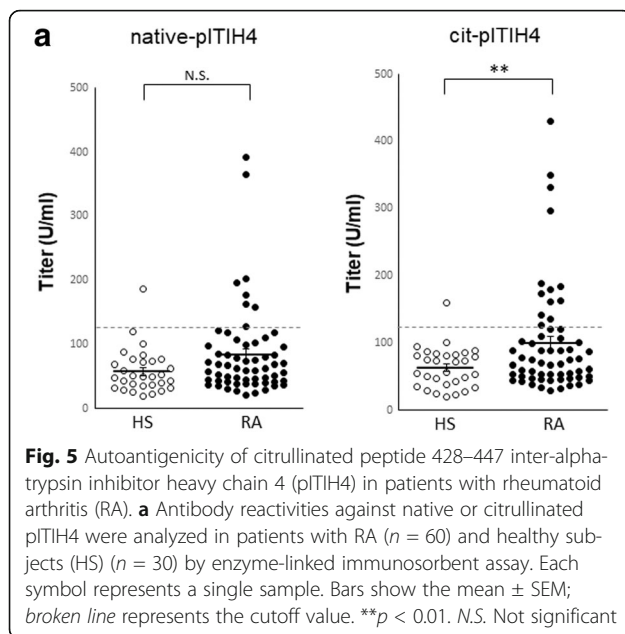 a
native-pITIH4
cit-pITIH4
N.S.
**
Titer (U/ml)
500
400
300
200
100
0
HS
RA
Titer (U/ml)
500
400
300
200
100
0
HS
RA
Fig. 5 Autoantigenicity of citrullinated peptide 428–447 inter-alpha-
trypsin inhibitor heavy chain 4 (pITIH4) in patients with rheumatoid
arthritis (RA). a Antibody reactivities against native or citrullinated
pITIH4 were analyzed in patients with RA (n = 60) and healthy sub-
jects (HS) (n = 30) by enzyme-linked immunosorbent assay. Each
symbol represents a single sample. Bars show the mean ± SEM;
broken line represents the cutoff value. **p < 0.01. N.S. Not significant